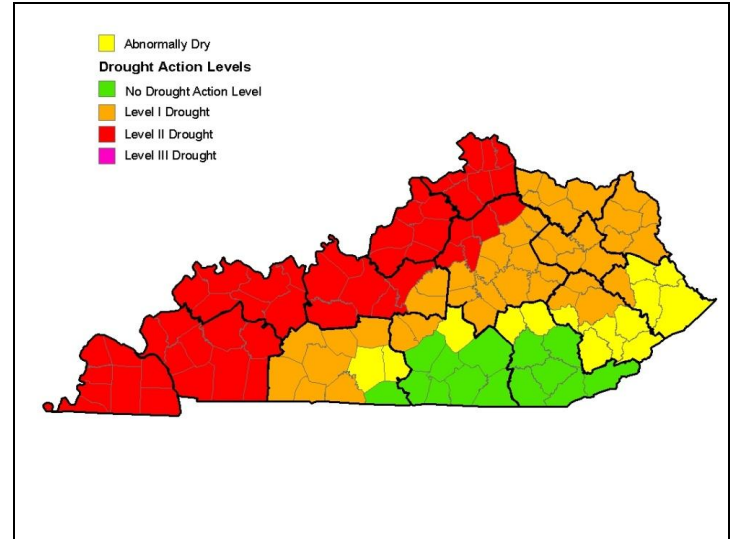 Abnormally Dry
Drought Action Levels
No Drought Action Level
Level I Drought
Level II Drought
Level III Drought